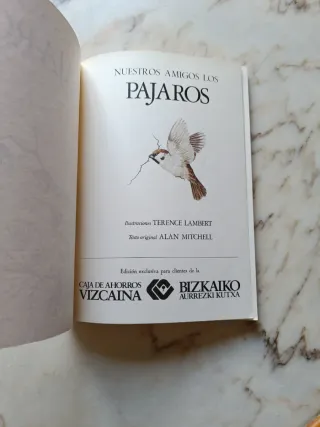 NUESTROS AMIGOS LOS
PAJAROS
Ilustraciones TERENCE LAMBERT
Texto original ALAN MITCHELL
Edición exclusiva para clientes de la
CAJA DE AHORROS
VIZCAINA
BIZKAIKO
AURREZKI KUTXA